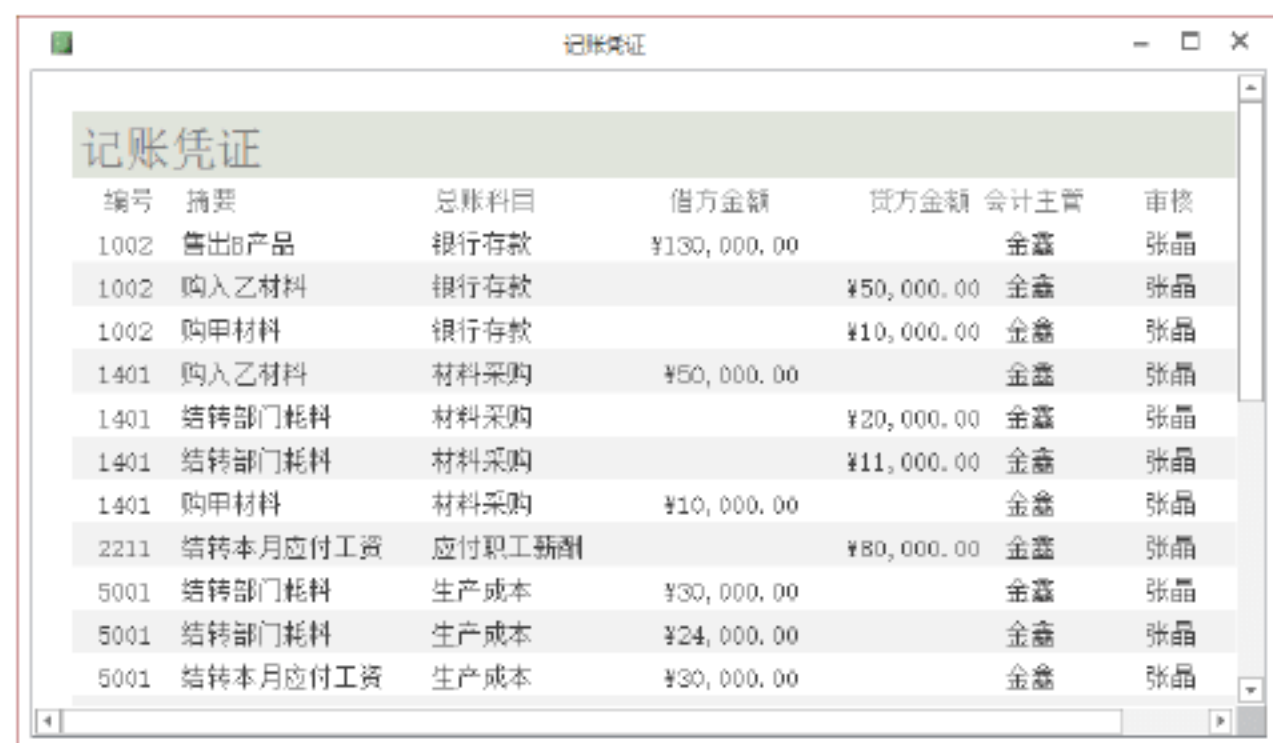 记账凭证
记账凭证
编号 摘要 总账科目 借方金额 贷方金额 会计主管 审核
1002 售出B产品 银行存款 ¥130,000.00 金鑫 张晶
1002 购入乙材料 银行存款 ¥50,000.00 金鑫 张晶
1002 购甲材料 银行存款 ¥10,000.00 金鑫 张晶
1401 购入乙材料 材料采购 ¥50,000.00 金鑫 张晶
1401 结转部门耗料 材料采购 ¥20,000.00 金鑫 张晶
1401 结转部门耗料 材料采购 ¥11,000.00 金鑫 张晶
1401 购甲材料 材料采购 ¥10,000.00 金鑫 张晶
2211 结转本月应付工资 应付职工薪酬 ¥80,000.00 金鑫 张晶
5001 结转部门耗料 生产成本 ¥30,000.00 金鑫 张晶
5001 结转部门耗料 生产成本 ¥24,000.00 金鑫 张晶
5001 结转本月应付工资 生产成本 ¥30,000.00 金鑫 张晶